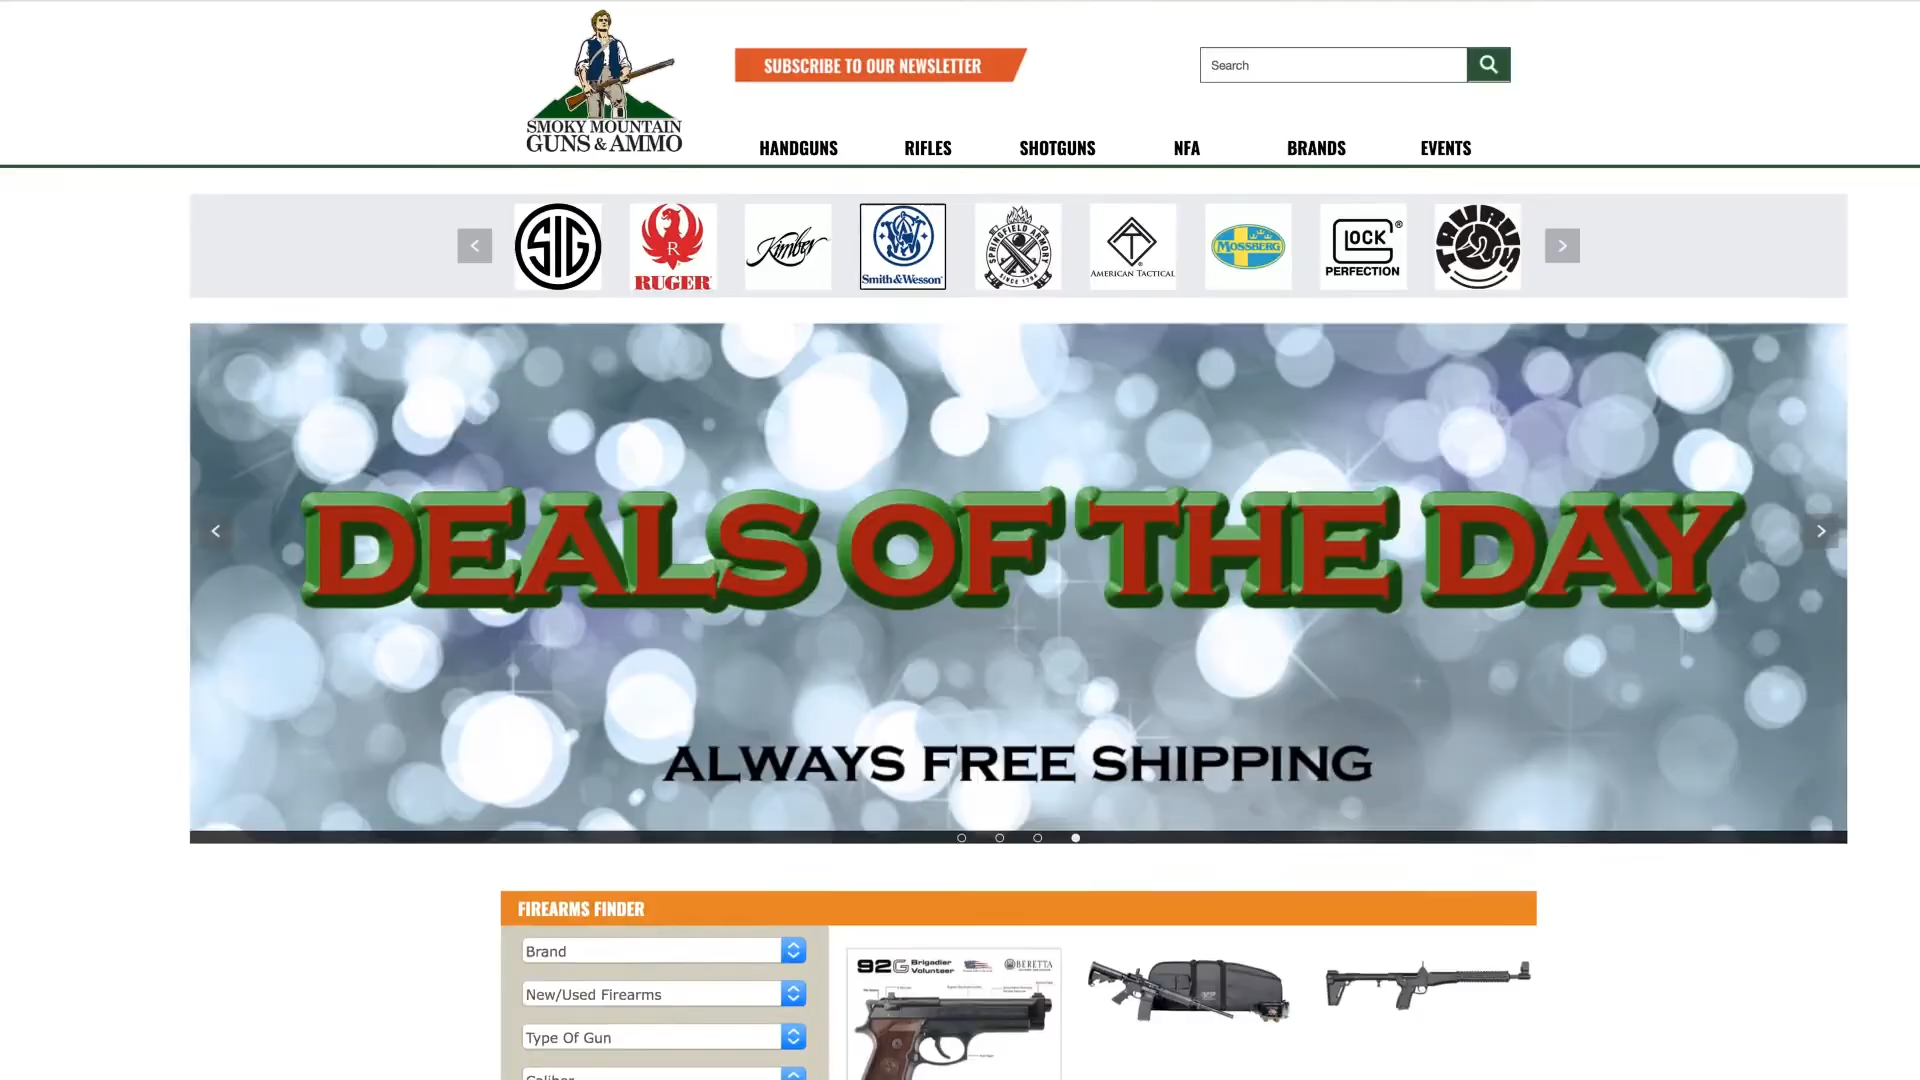 SUBSCRIBE TO OUR NEWSLETTER
Search
SMOKY MOUNTAIN
GUNS & AMMO
HANDGUNS RIFLES SHOTGUNS NFA BRANDS EVENTS
SIG
R
RUGER
Kimber
S W
Smith & Wesson
SPRINGFIELD ARMORY
SINCE 1794
AMERICAN TACTICAL
MOSSBERG
GLOCK
PERFECTION
TAURUS
DEALS OF THE DAY
ALWAYS FREE SHIPPING
FIREARMS FINDER
Brand
New/Used Firearms
Type Of Gun
Caliber
92G Brigadier
Volunteer
BERETTA